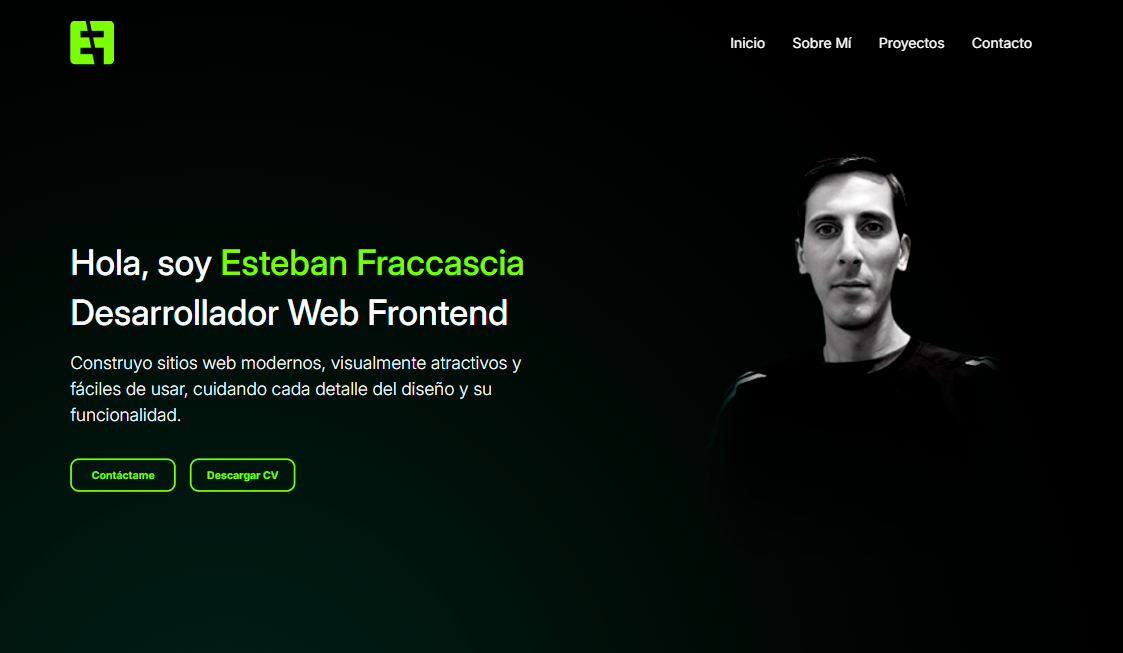 EF
Inicio Sobre Mí Proyectos Contacto
Hola, soy Esteban Fraccascia
Desarrollador Web Frontend
Construyo sitios web modernos, visualmente atractivos y
fáciles de usar, cuidando cada detalle del diseño y su
funcionalidad.
Contáctame Descargar CV